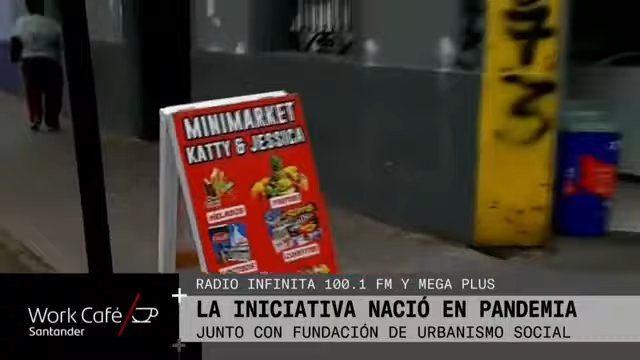 MINIMARKET
KATTY & JESSICA
HELADOS
FRUTAS
RADIO INFINITA 100.1 FM Y MEGA PLUS
LA INICIATIVA NACIÓ EN PANDEMIA
JUNTO CON FUNDACIÓN DE URBANISMO SOCIAL
Work Café
Santander